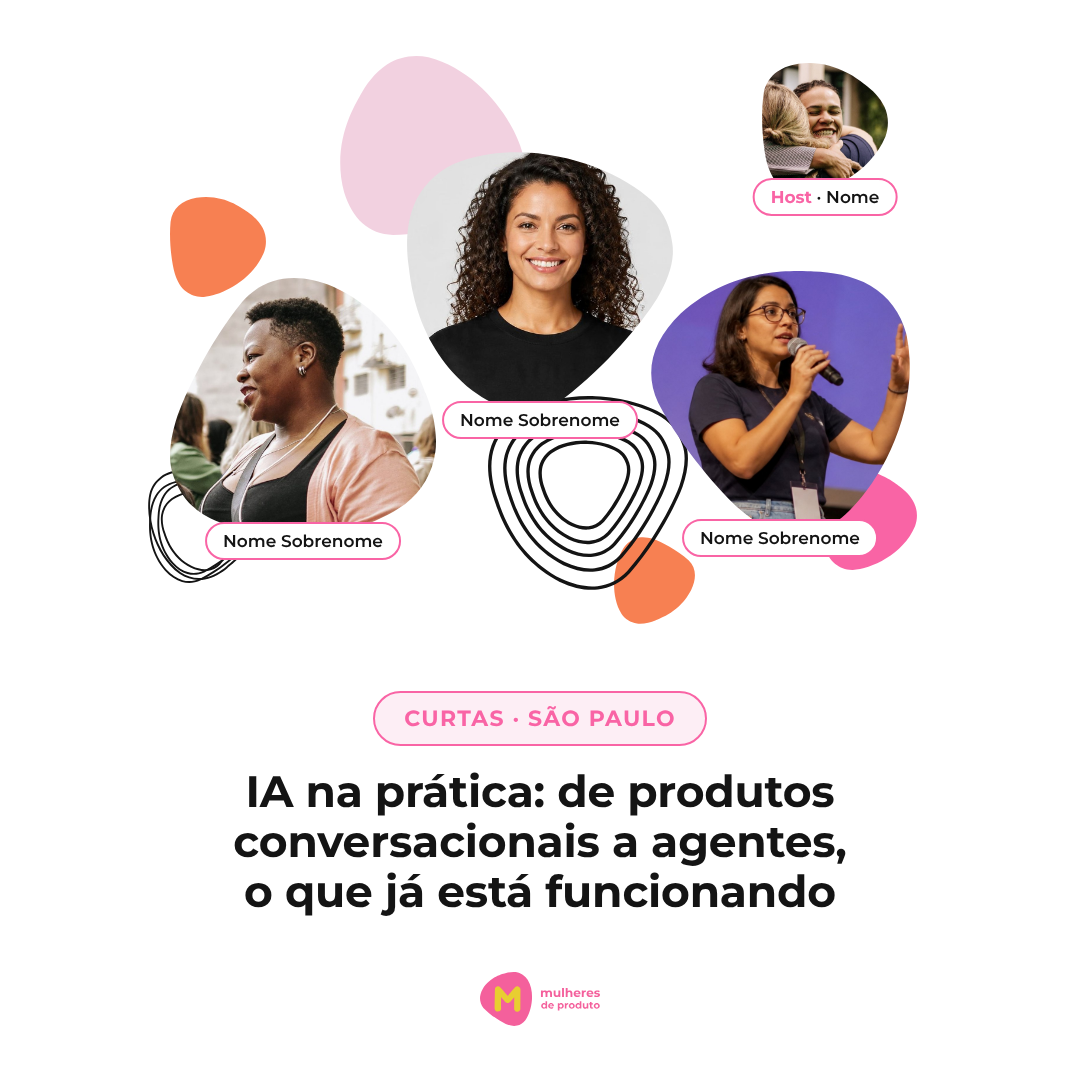 Host · Nome
Nome Sobrenome
Nome Sobrenome
Nome Sobrenome
CURTAS · SÃO PAULO
IA na prática: de produtos
conversacionais a agentes,
o que já está funcionando
M
mulheres
de produto